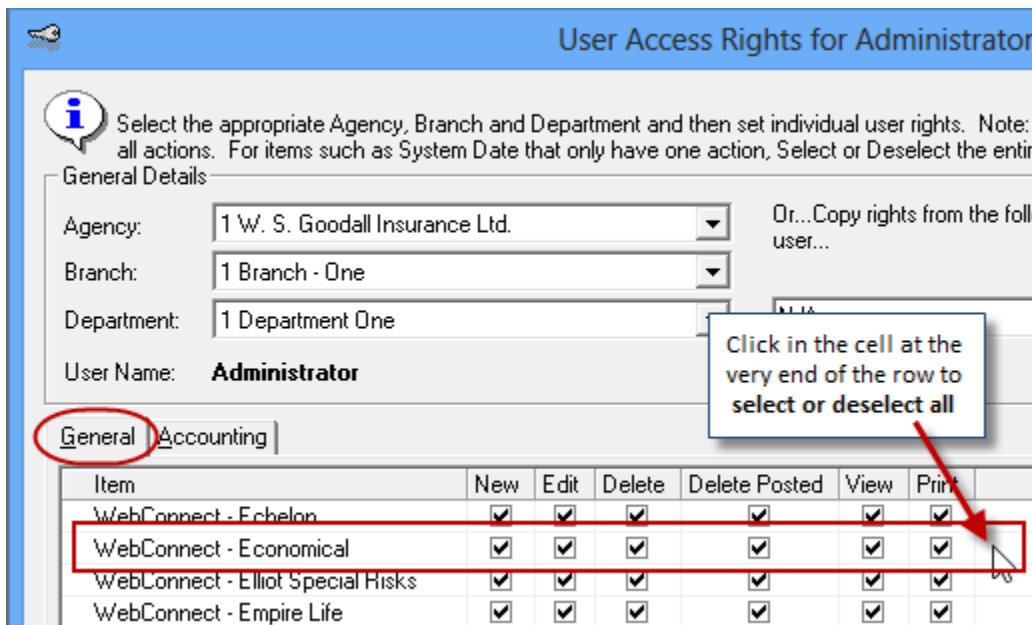 User Access Rights for Administrator
Select the appropriate Agency, Branch and Department and then set individual user rights. Note:
all actions. For items such as System Date that only have one action, Select or Deselect the
General Details
Agency:
1 W. S. Goodall Insurance Ltd.
Or...Copy rights from the
user...
Branch:
1 Branch - One
Department:
1 Department One
Click in the cell at the
very end of the row to
select or deselect all
User Name:
Administrator
General
Accounting
Item New Edit Delete Delete Posted View Print
WebConnect - Echelon
WebConnect - Economical
WebConnect - Elliot Special Risks
WebConnect - Empire Life